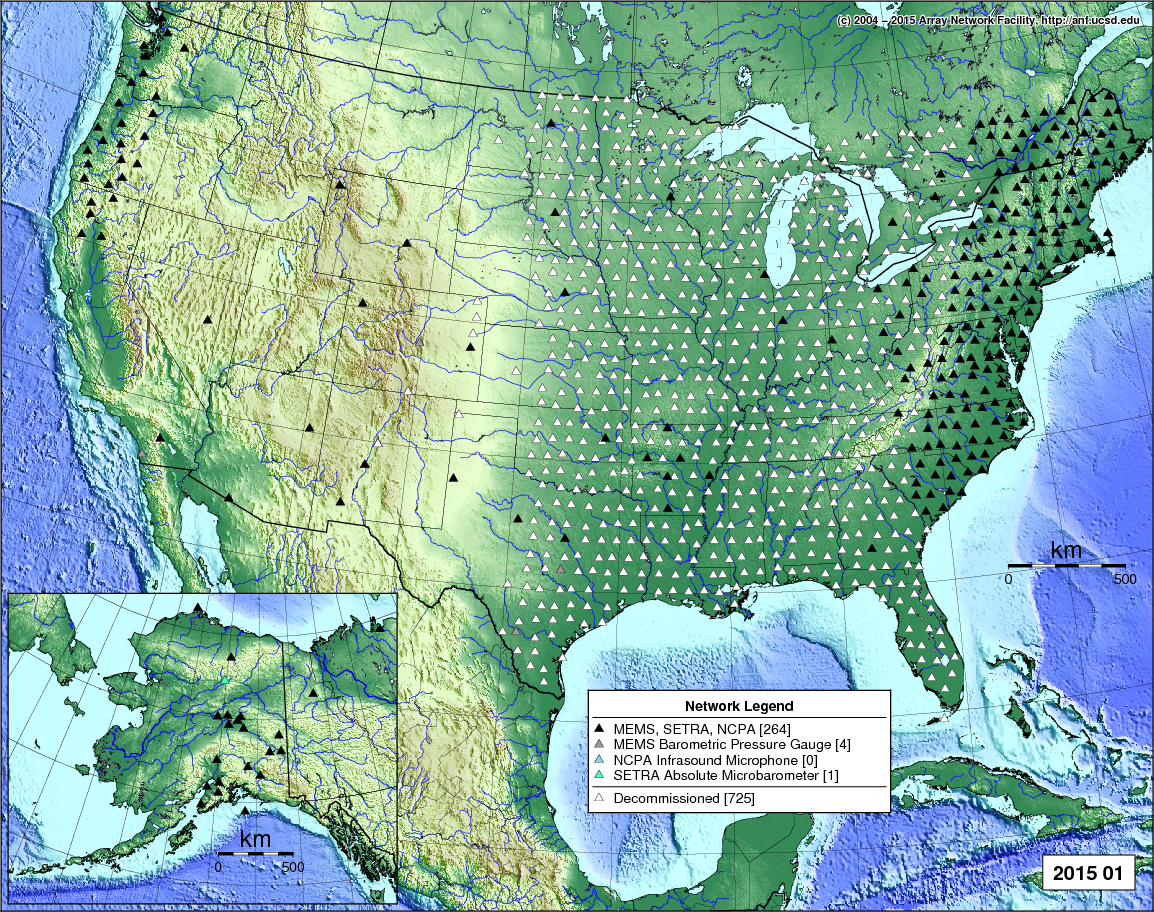 (c) 2004 – 2015 Array Network Facility, http://anf.ucsd.edu
km
0 500
Network Legend
MEMS, SETRA, NCPA [264]
MEMS Barometric Pressure Gauge [4]
NCPA Infrasound Microphone [0]
SETRA Absolute Microbarometer [1]
Decommissioned [725]
km
0 500
2015 01